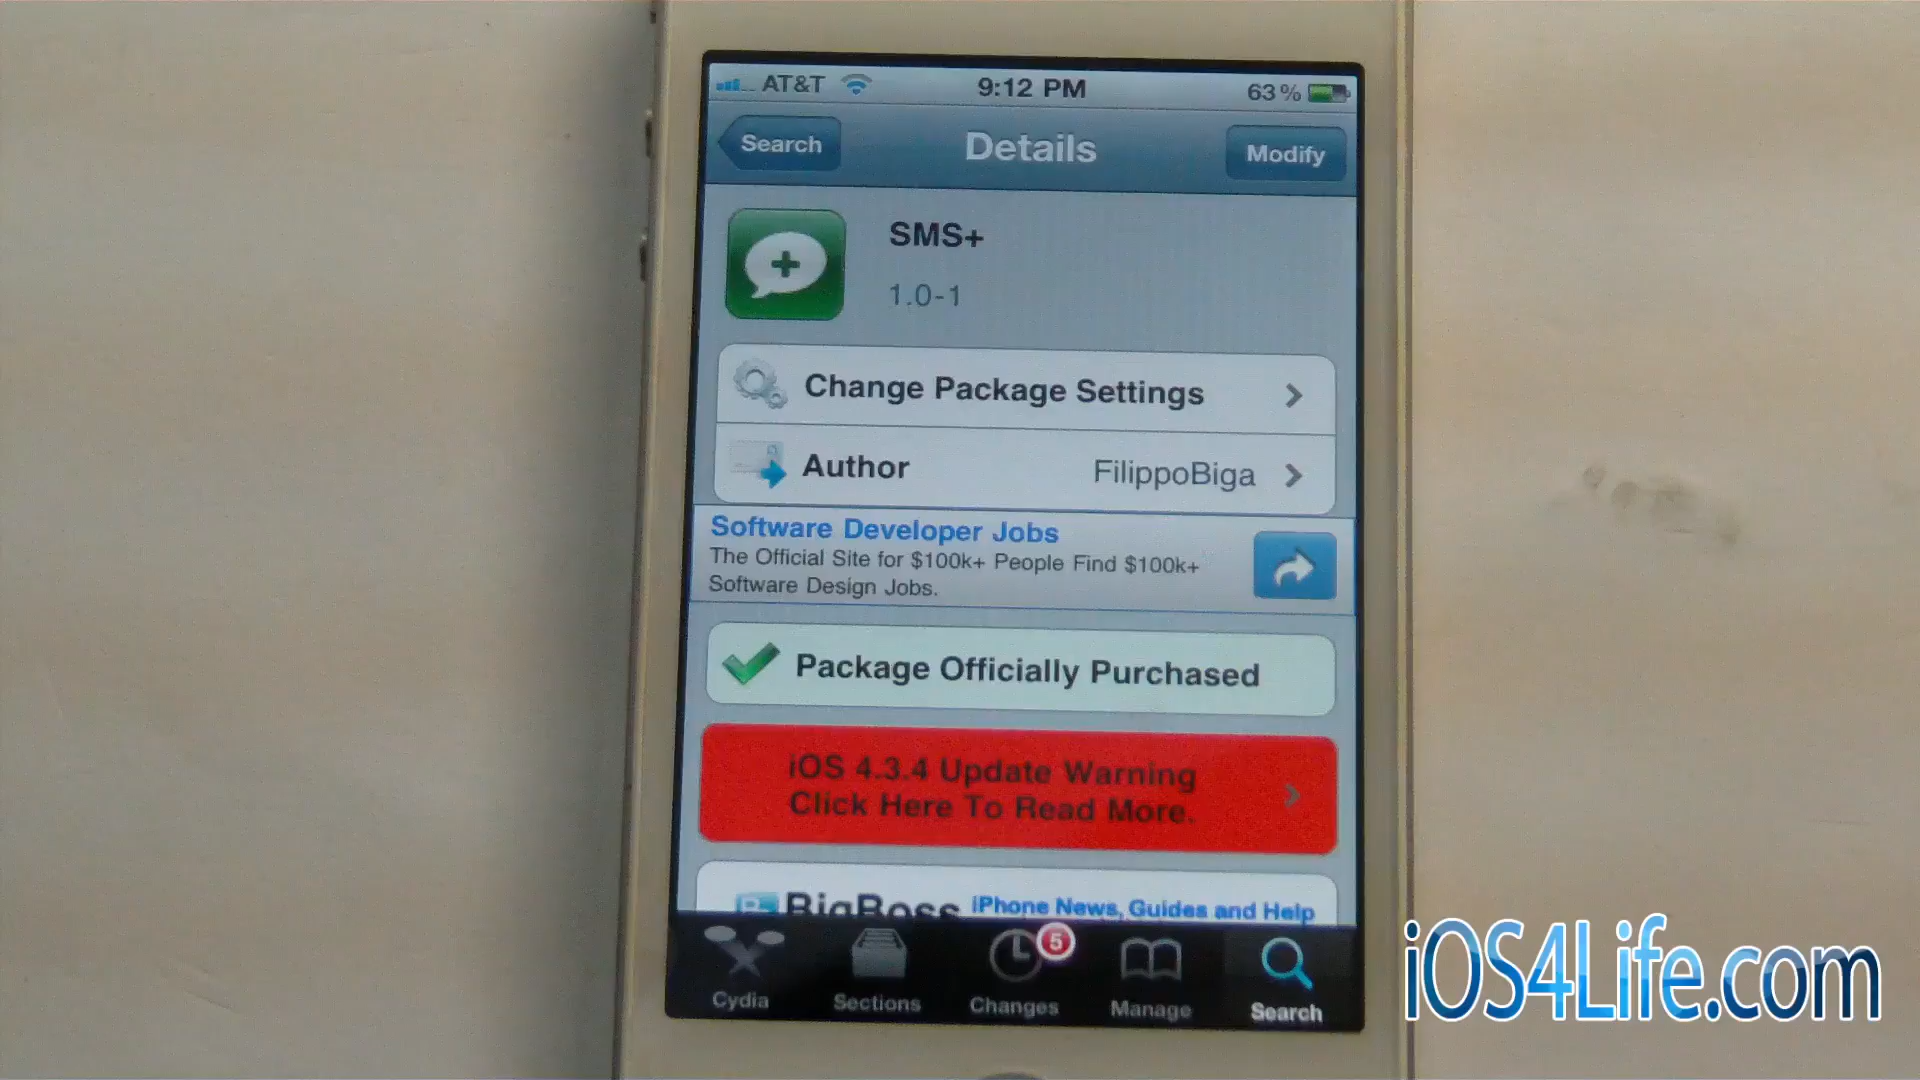 AT&T 9:12 PM 63%
Search Details Modify
SMS+
1.0-1
Change Package Settings
Author FilippoBiga
Software Developer Jobs
The Official Site for $100k+ People Find $100k+
Software Design Jobs.
Package Officially Purchased
iOS 4.3.4 Update Warning
Click Here To Read More.
BigBoss iPhone News, Guides and Help
5
Cydia Sections Changes Manage Search
iOS4Life.com